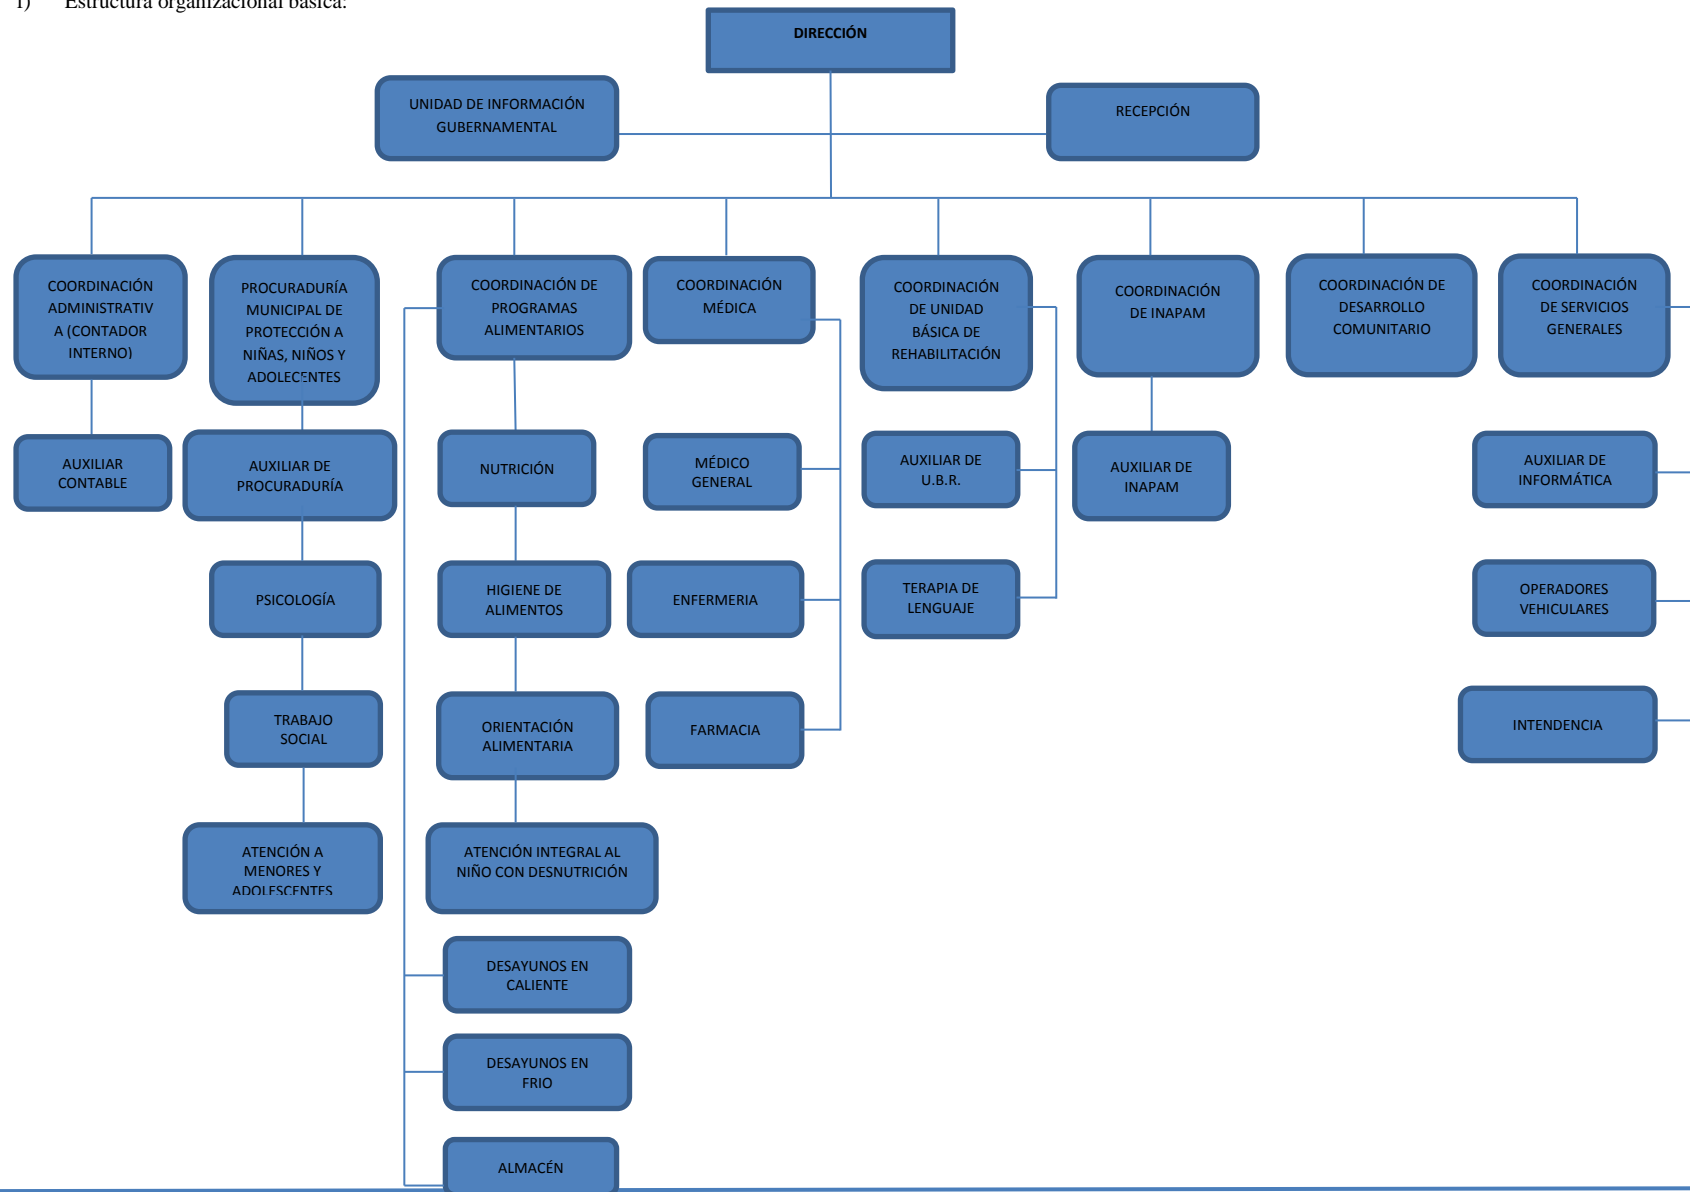 I) Estructura organizacional básica:
DIRECCIÓN
UNIDAD DE INFORMACIÓN
GUBERNAMENTAL
RECEPCIÓN
COORDINACIÓN
ADMINISTRATIV
A (CONTADOR
INTERNO)
PROCURADURÍA
MUNICIPAL DE
PROTECCIÓN A
NIÑAS, NIÑOS Y
ADOLECENTES
COORDINACIÓN DE
PROGRAMAS
ALIMENTARIOS
COORDINACIÓN
MÉDICA
COORDINACIÓN
DE UNIDAD
BÁSICA DE
REHABILITACIÓN
COORDINACIÓN
DE INAPAM
COORDINACIÓN DE
DESARROLLO
COMUNITARIO
COORDINACIÓN
DE SERVICIOS
GENERALES
AUXILIAR
CONTABLE
AUXILIAR DE
PROCURADURÍA
NUTRICIÓN
MÉDICO
GENERAL
AUXILIAR DE
U.B.R.
AUXILIAR DE
INAPAM
AUXILIAR DE
INFORMÁTICA
PSICOLOGÍA
HIGIENE DE
ALIMENTOS
ENFERMERIA
TERAPIA DE
LENGUAJE
OPERADORES
VEHICULARES
TRABAJO
SOCIAL
ORIENTACIÓN
ALIMENTARIA
FARMACIA
INTENDENCIA
ATENCIÓN A
MENORES Y
ADOLESCENTES
ATENCIÓN INTEGRAL AL
NIÑO CON DESNUTRICIÓN
DESAYUNOS EN
CALIENTE
DESAYUNOS EN
FRIO
ALMACÉN